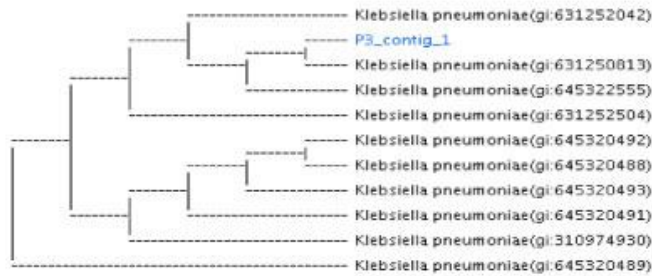 Klebsiella pneumoniae(gi:631252042)
P3_contig_1
Klebsiella pneumoniae(gi:631250813)
Klebsiella pneumoniae(gi:645322555)
Klebsiella pneumoniae(gi:631252504)
Klebsiella pneumoniae(gi:645320492)
Klebsiella pneumoniae(gi:645320488)
Klebsiella pneumoniae(gi:645320493)
Klebsiella pneumoniae(gi:645320491)
Klebsiella pneumoniae(gi:310974930)
Klebsiella pneumoniae(gi:645320489)